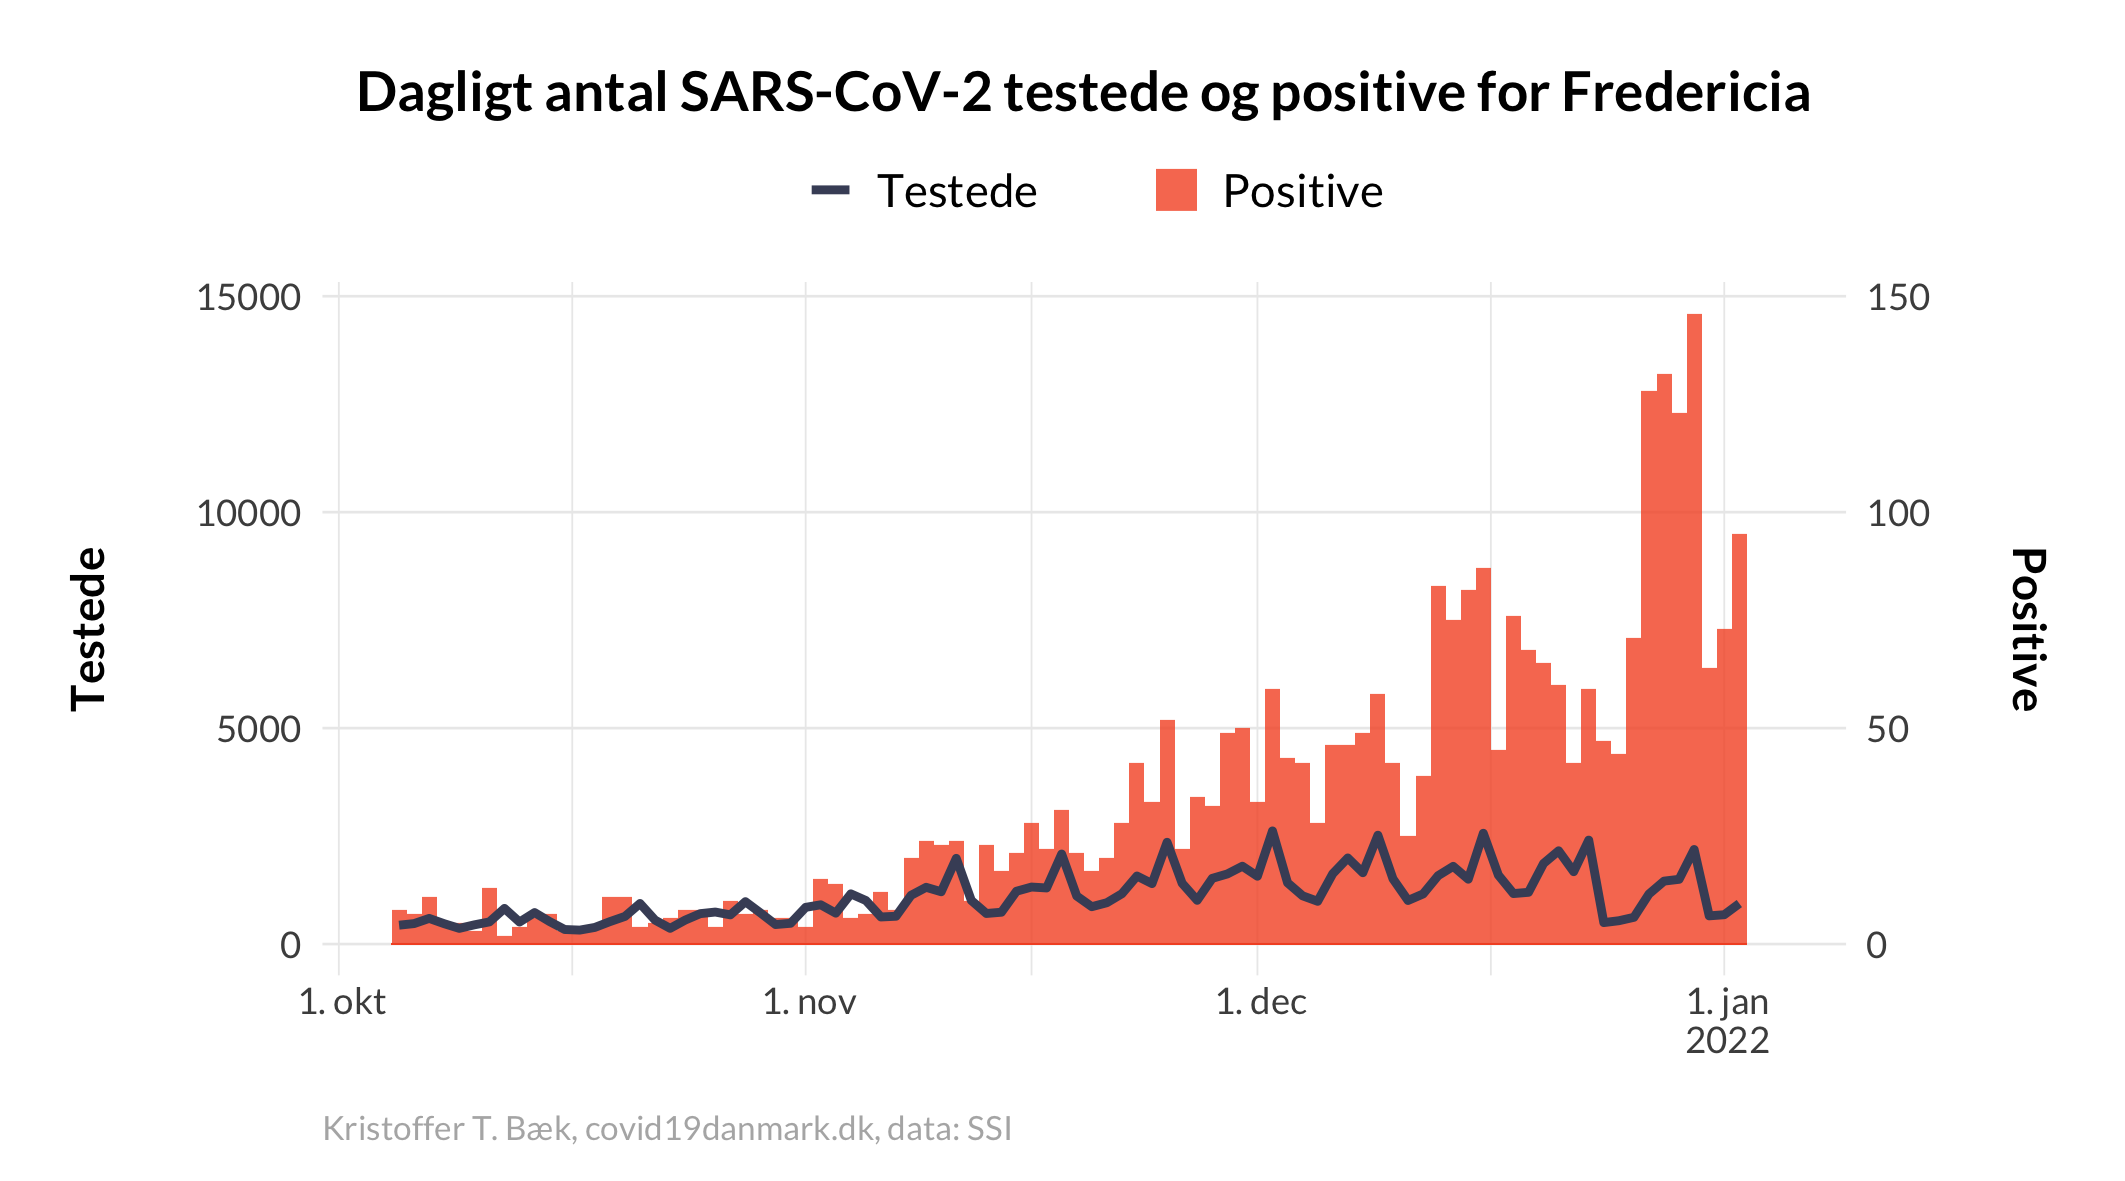 Dagligt antal SARS-CoV-2 testede og positive for Fredericia
Testede
Positive
15000
10000
5000
0
150
100
50
0
Testede
Positive
1. okt
1. nov
1. dec
1. jan
2022
Kristoffer T. Bæk, covid19danmark.dk, data: SSI